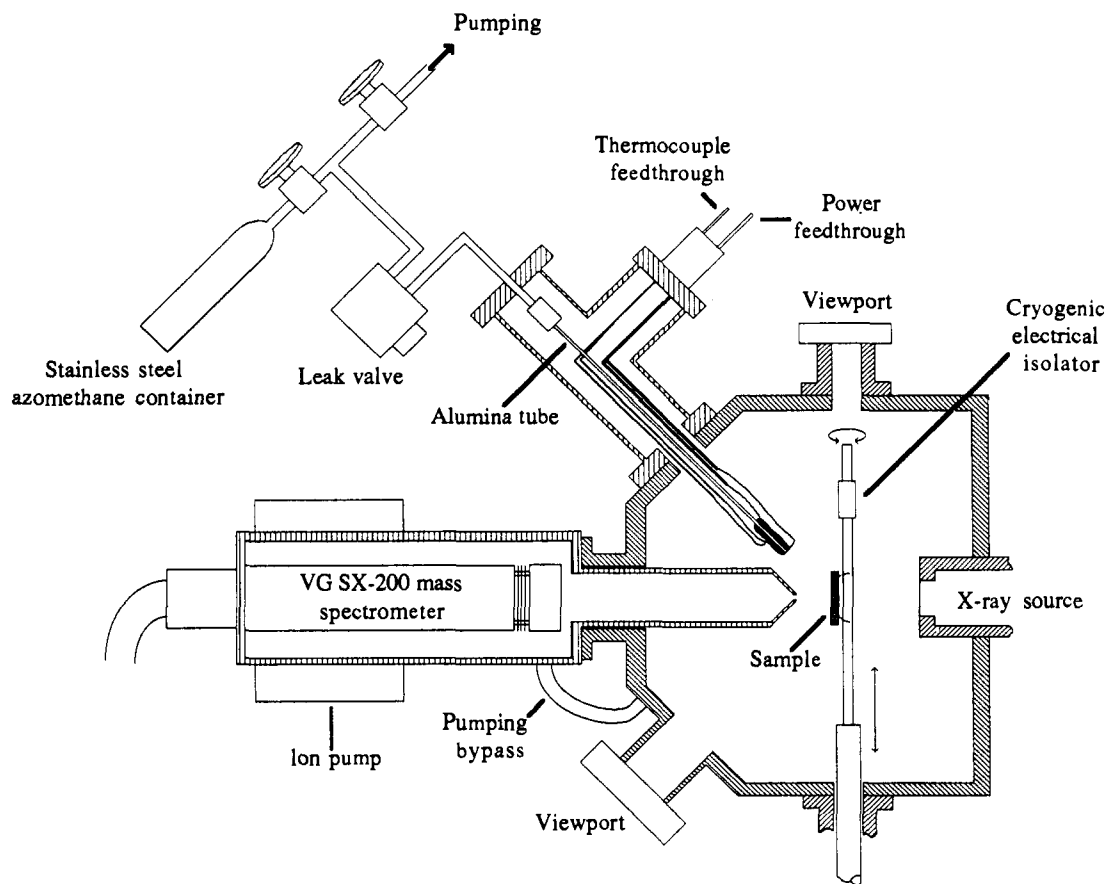 Pumping
Thermocouple
feedthrough
Power
feedthrough
Viewport
Cryogenic
electrical
isolator
Stainless steel
azomethane container
Leak valve
Alumina tube
VG SX-200 mass
spectrometer
X-ray source
Sample
Pumping
bypass
Ion pump
Viewport